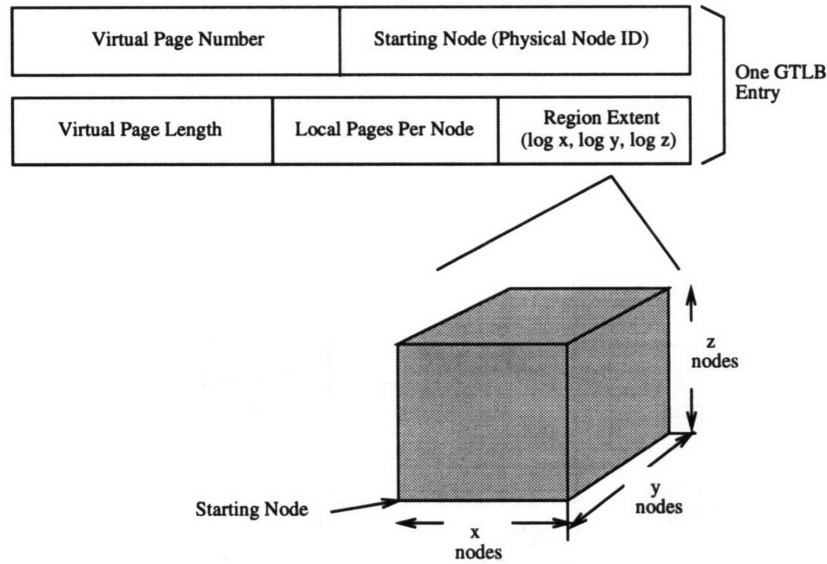 Virtual Page Number
Starting Node (Physical Node ID)
One GTLB
Entry
Virtual Page Length
Local Pages Per Node
Region Extent
(log x, log y, log z)
z
nodes
y
nodes
Starting Node
x
nodes